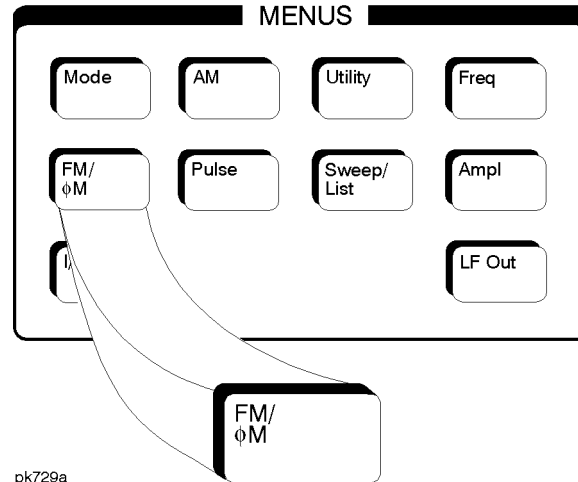 MENUS
Mode
AM
Utility
Freq
FM/
φM
Pulse
Sweep/
List
Ampl
LF Out
FM/
φM
pk729a